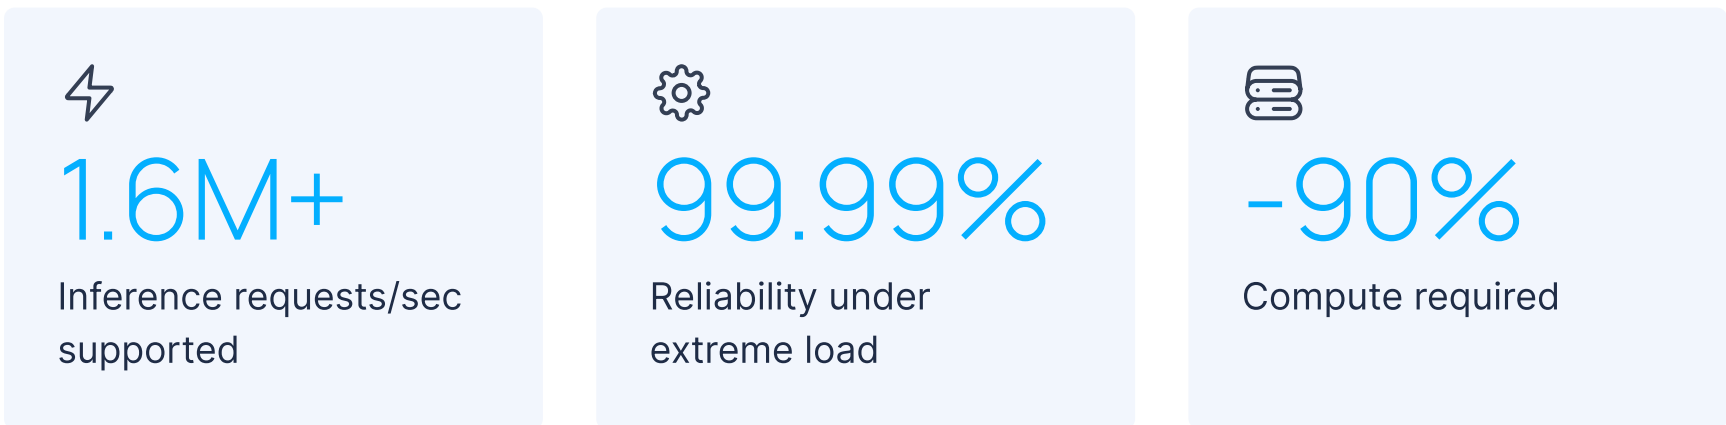 1.6M+
Inference requests/sec
supported
99.99%
Reliability under
extreme load
-90%
Compute required